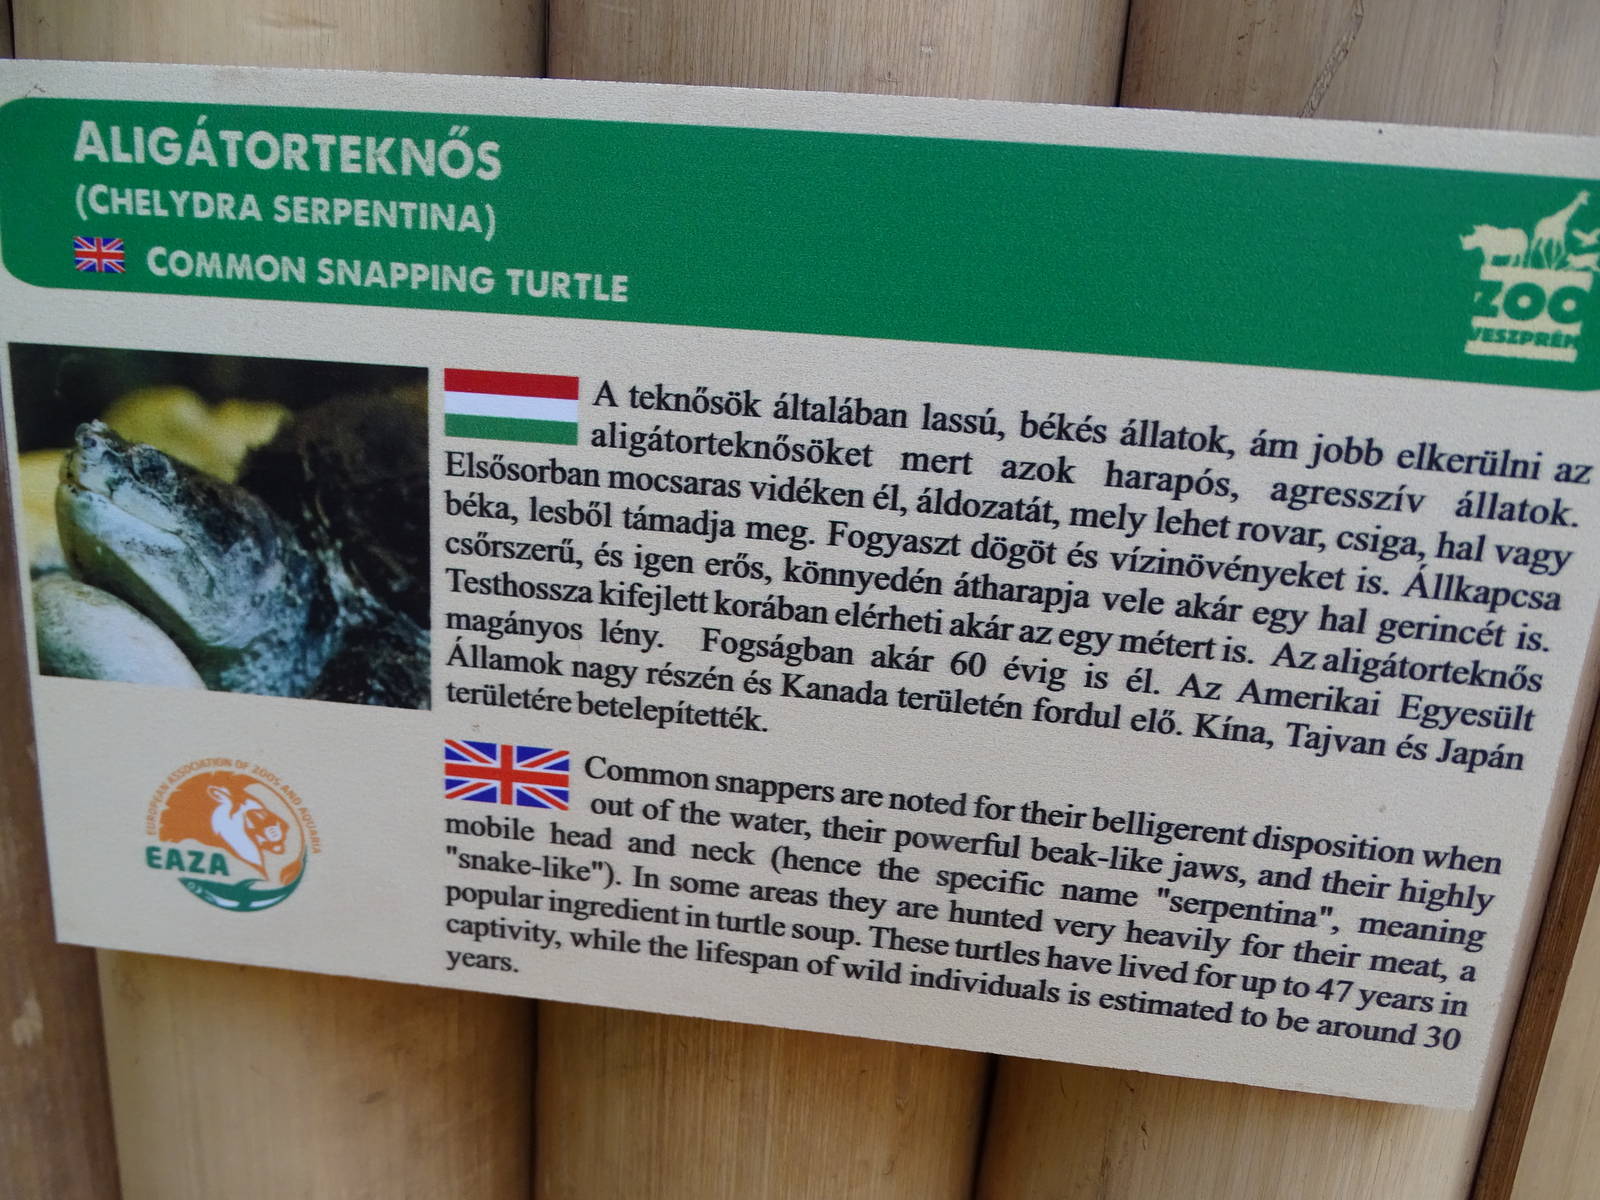 ALIGÁTORTEKNŐS
(CHELYDRA SERPENTINA)
COMMON SNAPPING TURTLE
ZOO
VESZPRÉM
A teknősök általában lassú, békés állatok, ám jobb elkerülni az
aligátorteknősöket mert azok harapós, agresszív állatok.
Elsősorban mocsaras vidéken él, áldozatát, mely lehet rovar, csiga, hal vagy
béka, lesből támadja meg. Fogyaszt dögöt és vízinövényeket is. Állkapcsa
csőrszerű, és igen erős, könnyedén átharapja vele akár egy hal gerincét is.
Testhossza kifejlett korában elérheti akár az egy métert is. Az aligátorteknős
magányos lény. Fogságban akár 60 évig is él. Az Amerikai Egyesült
Államok nagy részén és Kanada területén fordul elő. Kína, Tajvan és Japán
területére betelepítették.
Common snappers are noted for their belligerent disposition when
out of the water, their powerful beak-like jaws, and their highly
mobile head and neck (hence the specific name "serpentina", meaning
"snake-like"). In some areas they are hunted very heavily for their meat, a
popular ingredient in turtle soup. These turtles have lived for up to 47 years in
captivity, while the lifespan of wild individuals is estimated to be around 30
years.
EUROPEAN ASSOCIATION OF ZOOS AND AQUARIA
EAZA